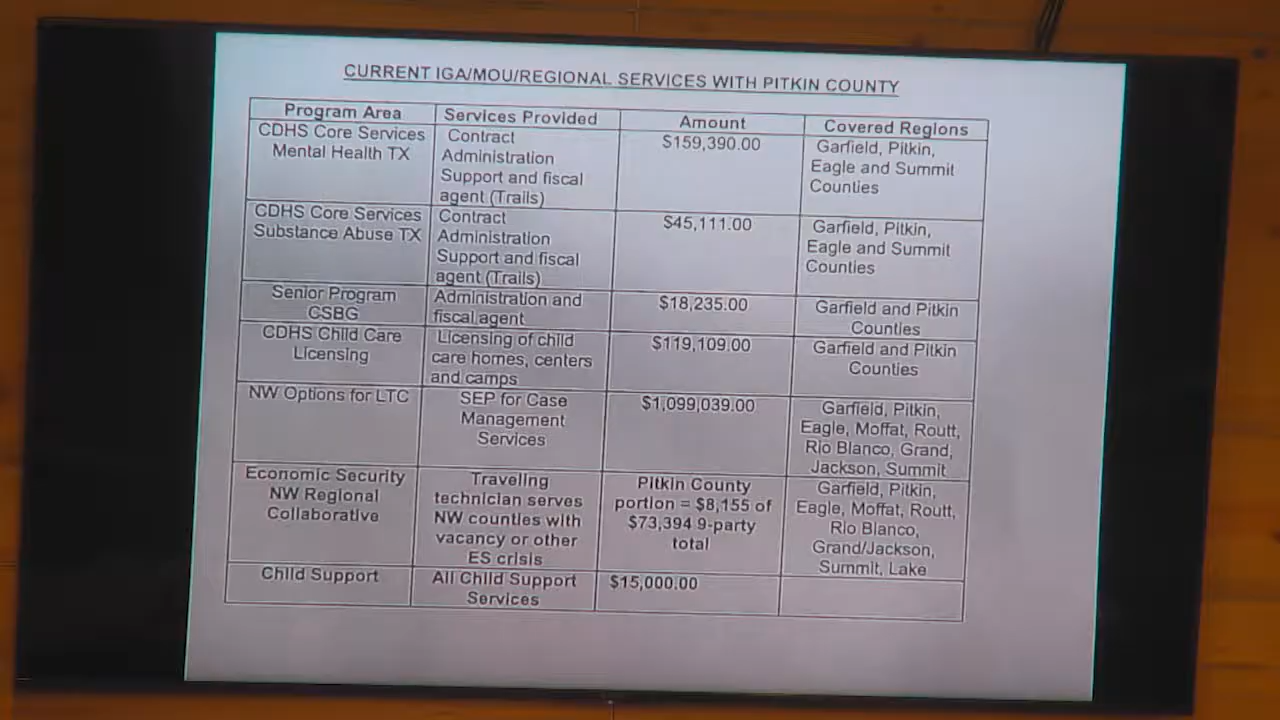 CURRENT IGA/MOU/REGIONAL SERVICES WITH PITKIN COUNTY
Program Area
Services Provided
Amount
Covered Regions
CDHS Core Services
Mental Health TX
Contract
Administration
Support and fiscal
agent (Trails)
$159,390.00
Garfield, Pitkin,
Eagle and Summit
Counties
CDHS Core Services
Substance Abuse TX
Contract
Administration
Support and fiscal
agent (Trails)
$45,111.00
Garfield, Pitkin,
Eagle and Summit
Counties
Senior Program
CSBG
Administration and
fiscal agent
$18,235.00
Garfield and Pitkin
Counties
CDHS Child Care
Licensing
Licensing of child
care homes, centers
and camps
$119,109.00
Garfield and Pitkin
Counties
NW Options for LTC
SEP for Case
Management
Services
$1,099,039.00
Garfield, Pitkin,
Eagle, Moffat, Routt,
Rio Blanco, Grand,
Jackson, Summit
Economic Security
NW Regional
Collaborative
Traveling
technician serves
NW counties with
vacancy or other
ES crisis
Pitkin County
portion = $8,155 of
$73,394 9-party
total
Garfield, Pitkin,
Eagle, Moffat, Routt,
Rio Blanco,
Grand/Jackson,
Summit, Lake
Child Support
All Child Support
Services
$15,000.00